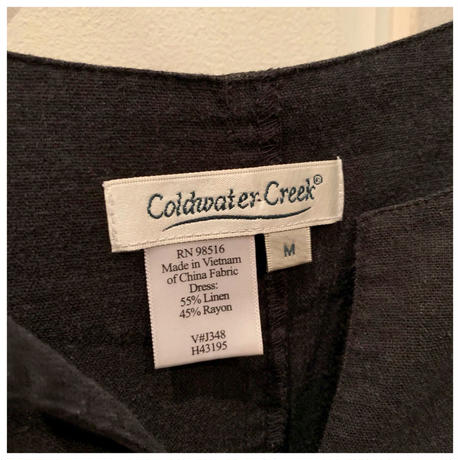 Coldwater Creek®
M
RN 98516
Made in Vietnam
of China Fabric
Dress:
55% Linen
45% Rayon
V#J348
H43195